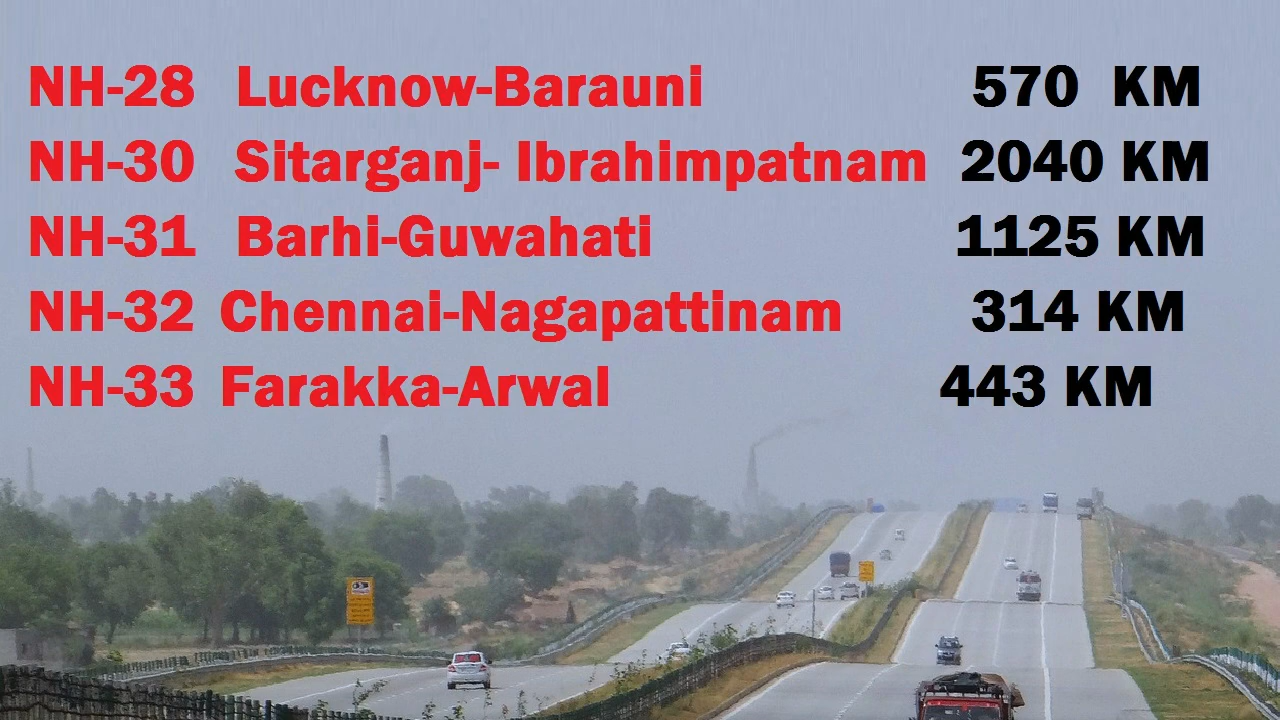 NH-28 Lucknow-Barauni 570 KM
NH-30 Sitarganj- Ibrahimpatnam 2040 KM
NH-31 Barhi-Guwahati 1125 KM
NH-32 Chennai-Nagapattinam 314 KM
NH-33 Farakka-Arwal 443 KM